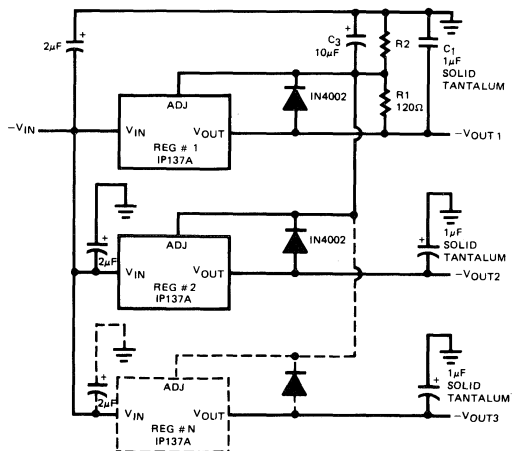 2µF
+
+
C3
10µF
R2
C1
1µF
SOLID
TANTALUM
+
ADJ
IN4002
R1
120Ω
−VIN
VIN
VOUT
REG # 1
IP137A
−VOUT1
ADJ
IN4002
+
2µF
VIN
VOUT
REG #2
IP137A
+
1µF
SOLID
TANTALUM
−VOUT2
ADJ
+
2µF
VIN
VOUT
REG #N
IP137A
+
1µF
SOLID
TANTALUM
−VOUT3